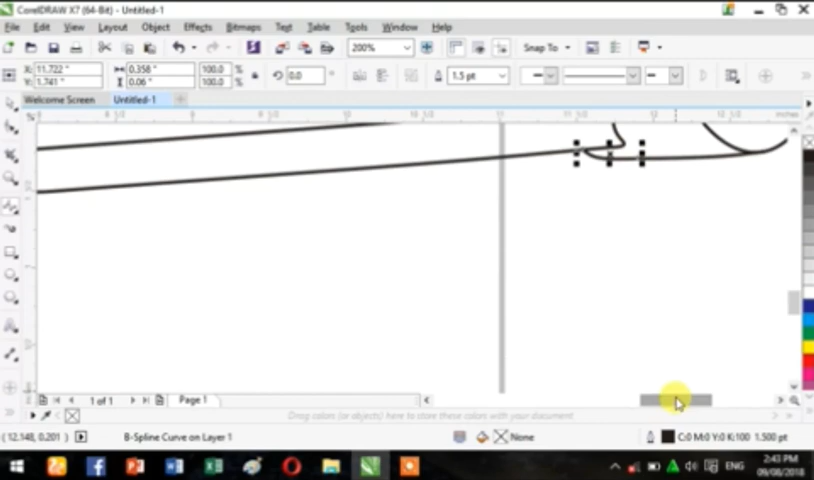 CorelDRAW X7 (64-Bit) - Untitled-1
File Edit View Layout Object Effects Bitmaps Text Table Tools Window Help
200% Snap To
X: 11.722 " 0.358 " 100.0 % 0.0 1.5 pt
Y: 1.741 " 0.06 " 100.0 %
Welcome Screen Untitled-1
inches
1 of 1 Page 1
Drag colors (or objects) here to store these colors with your document
(12.148, 0.201) B-Spline Curve on Layer 1 None C:0 M:0 Y:0 K:100 1.500 pt
ENG 2:43 PM
09/08/2018